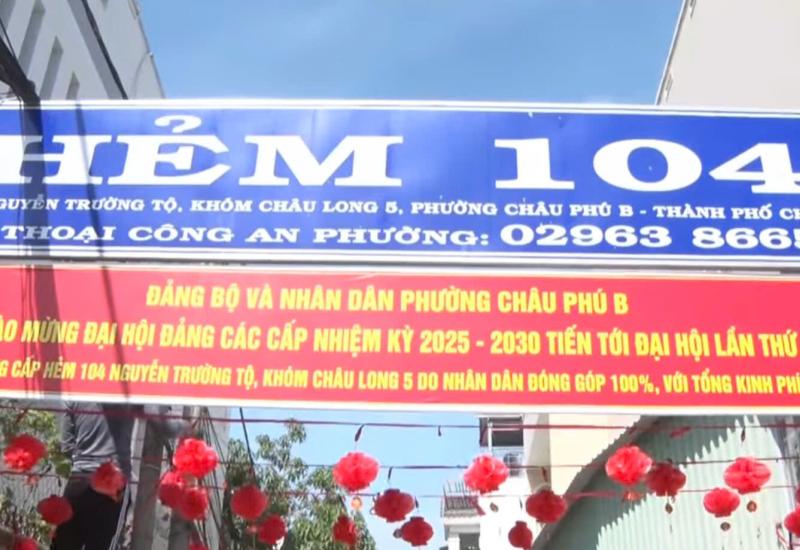 HẺM 104
NGUYỄN TRƯỜNG TỘ, KHÓM CHÂU LONG 5, PHƯỜNG CHÂU PHÚ B - THÀNH PHỐ
THOẠI CÔNG AN PHƯỜNG: 02963 866
ĐẢNG BỘ VÀ NHÂN DÂN PHƯỜNG CHÂU PHÚ B
MỪNG ĐẠI HỘI ĐẢNG CÁC CẤP NHIỆM KỲ 2025 - 2030 TIẾN TỚI ĐẠI HỘI LẦN THỨ
CẤP HẺM 104 NGUYỄN TRƯỜNG TỘ, KHÓM CHÂU LONG 5 DO NHÂN DÂN ĐÓNG GÓP 100%, VỚI TỔNG KINH PHÍ